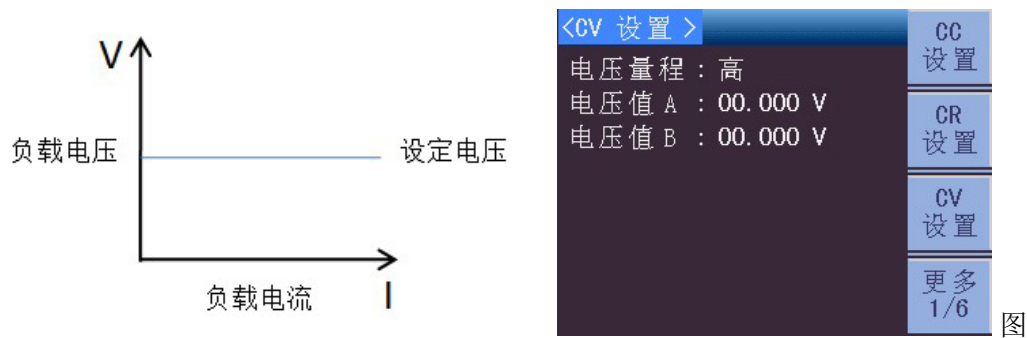 V
负载电压
设定电压
负载电流
I
<CV 设置 >
电压量程 : 高
电压值 A : 00.000 V
电压值 B : 00.000 V
CC
设置
CR
设置
CV
设置
更多
1/6
图